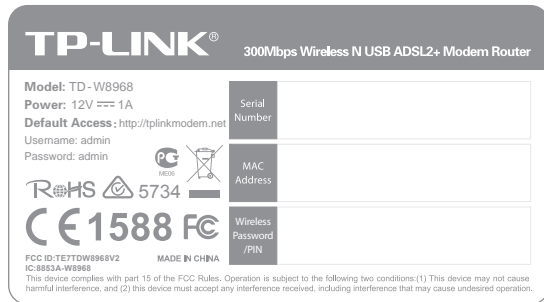 TP-LINK®
300Mbps Wireless N USB ADSL2+ Modem Router
Model: TD-W8968
Power: 12V 1A
Default Access: http://tplinkmodem.net
Username: admin
Password: admin
Serial
Number
MAC
Address
Wireless
Password
/PIN
PG
ME06
RoHS
5734
CE1588 FC
FCC ID:TE7TDW8968V2
MADE IN CHINA
IC:8853A-W8968
This device complies with part 15 of the FCC Rules. Operation is subject to the following two conditions:(1) This device may not cause
harmful interference, and (2) this device must accept any interference received, including interference that may cause undesired operation.